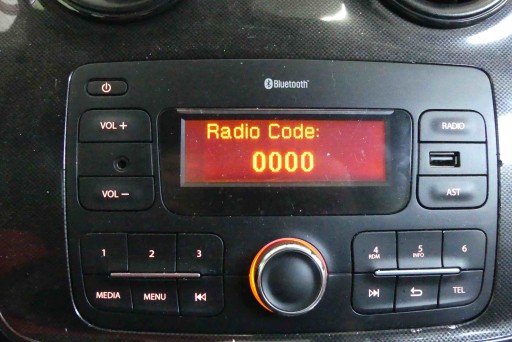 Bluetooth
Radio Code:
0000
VOL +
VOL −
RADIO
AST
1 2 3
MEDIA MENU
4 5 6
RDM INFO
TEL